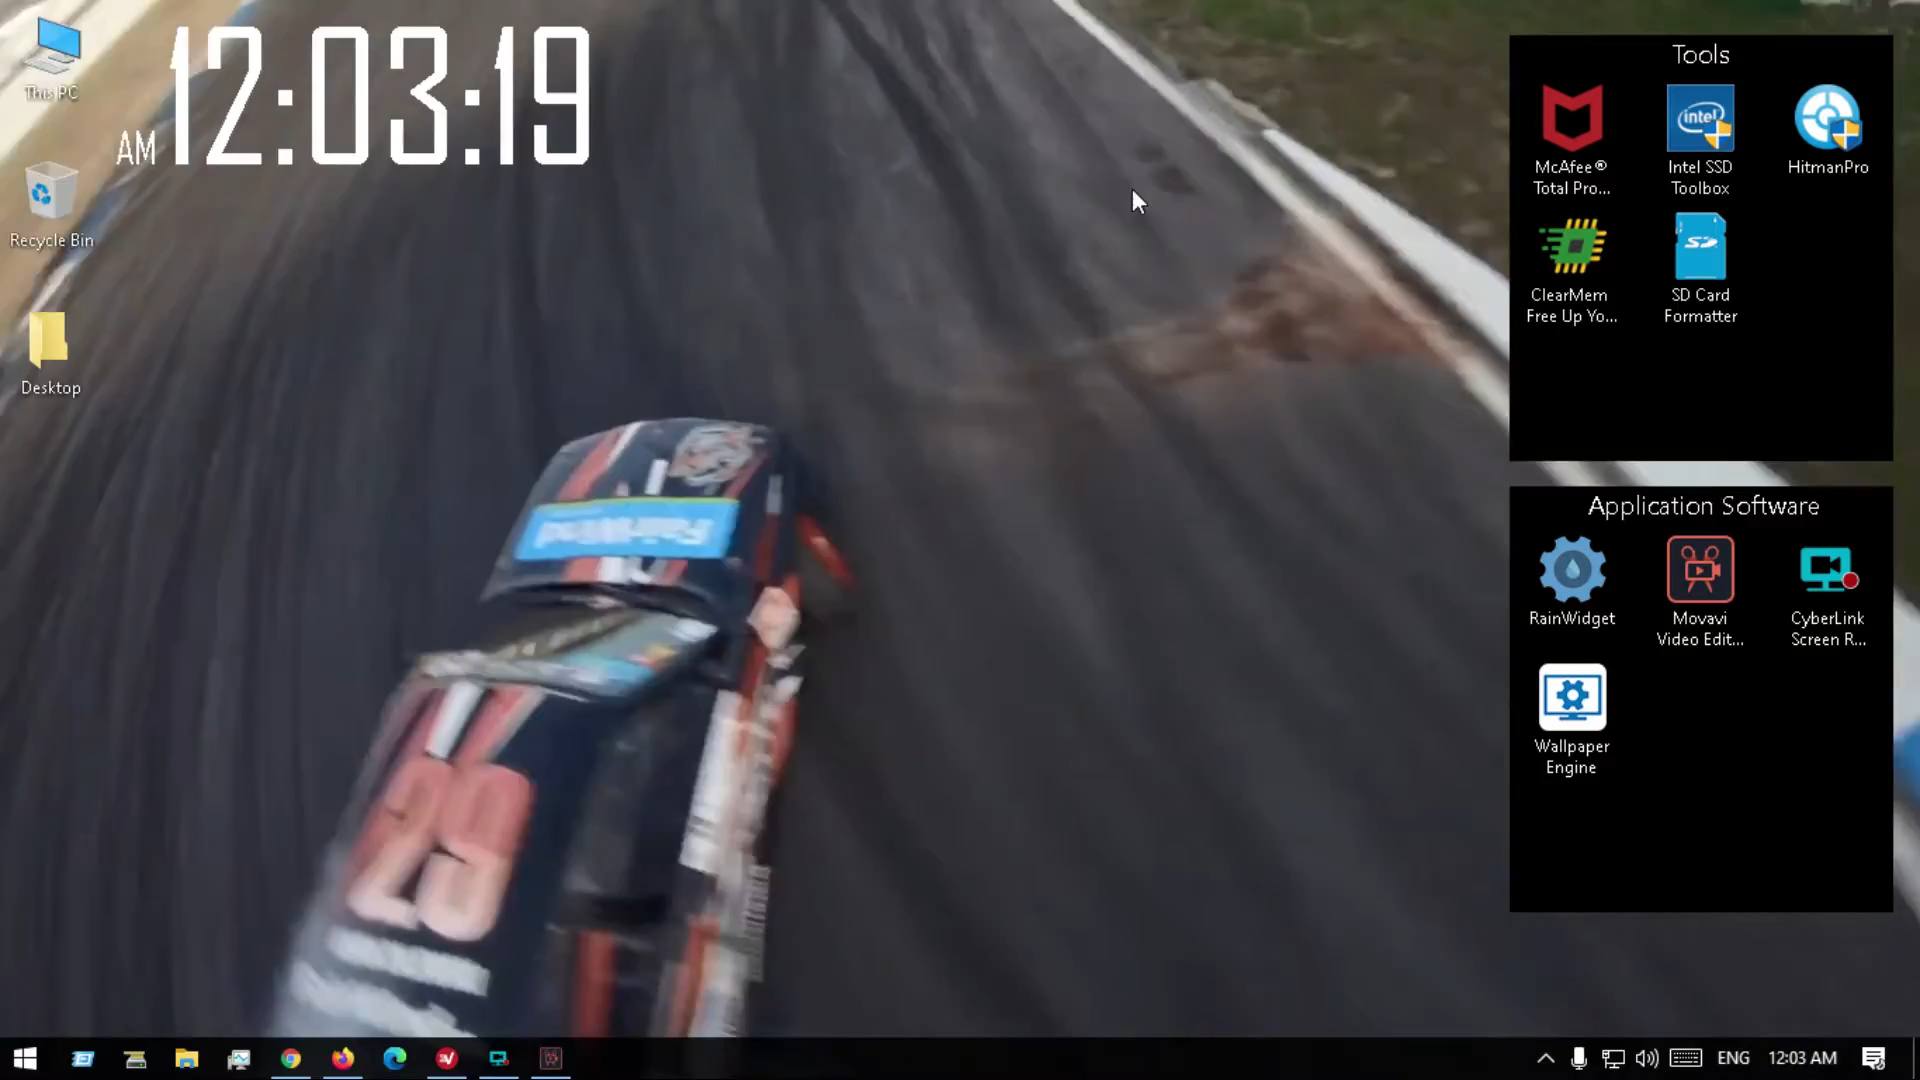 This PC
Recycle Bin
Desktop
AM 12:03:19
Tools
McAfee®
Total Pro...
intel
Intel SSD
Toolbox
HitmanPro
ClearMem
Free Up Yo...
SD
SD Card
Formatter
Application Software
RainWidget
Movavi
Video Edit...
CyberLink
Screen R...
Wallpaper
Engine
ENG
12:03 AM